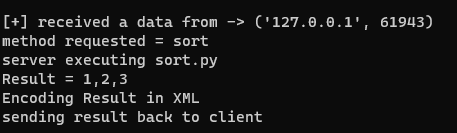 [+] received a data from -> ('127.0.0.1', 61943)
method requested = sort
server executing sort.py
Result = 1,2,3
Encoding Result in XML
sending result back to client